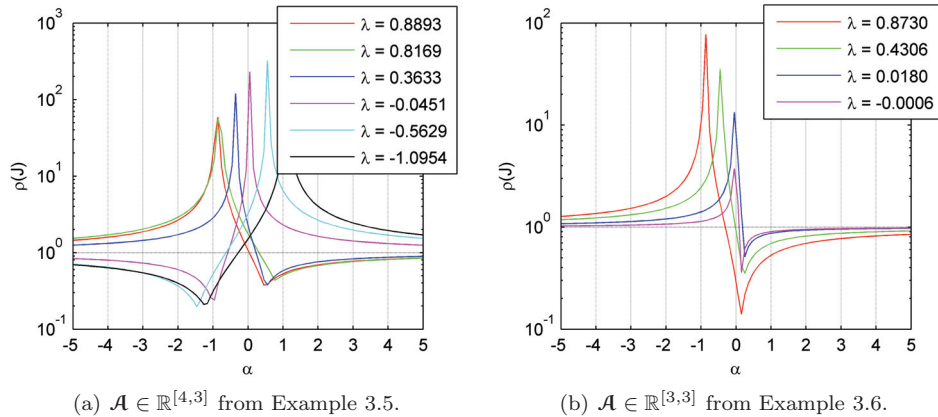 10^3
10^2
10^1
10^0
10^-1
ρ(J)
-5 -4 -3 -2 -1 0 1 2 3 4 5
α
λ = 0.8893
λ = 0.8169
λ = 0.3633
λ = -0.0451
λ = -0.5629
λ = -1.0954
(a) 𝓐 ∈ ℝ^[4,3] from Example 3.5.
10^2
10^1
10^0
10^-1
ρ(J)
-5 -4 -3 -2 -1 0 1 2 3 4 5
α
λ = 0.8730
λ = 0.4306
λ = 0.0180
λ = -0.0006
(b) 𝓐 ∈ ℝ^[3,3] from Example 3.6.